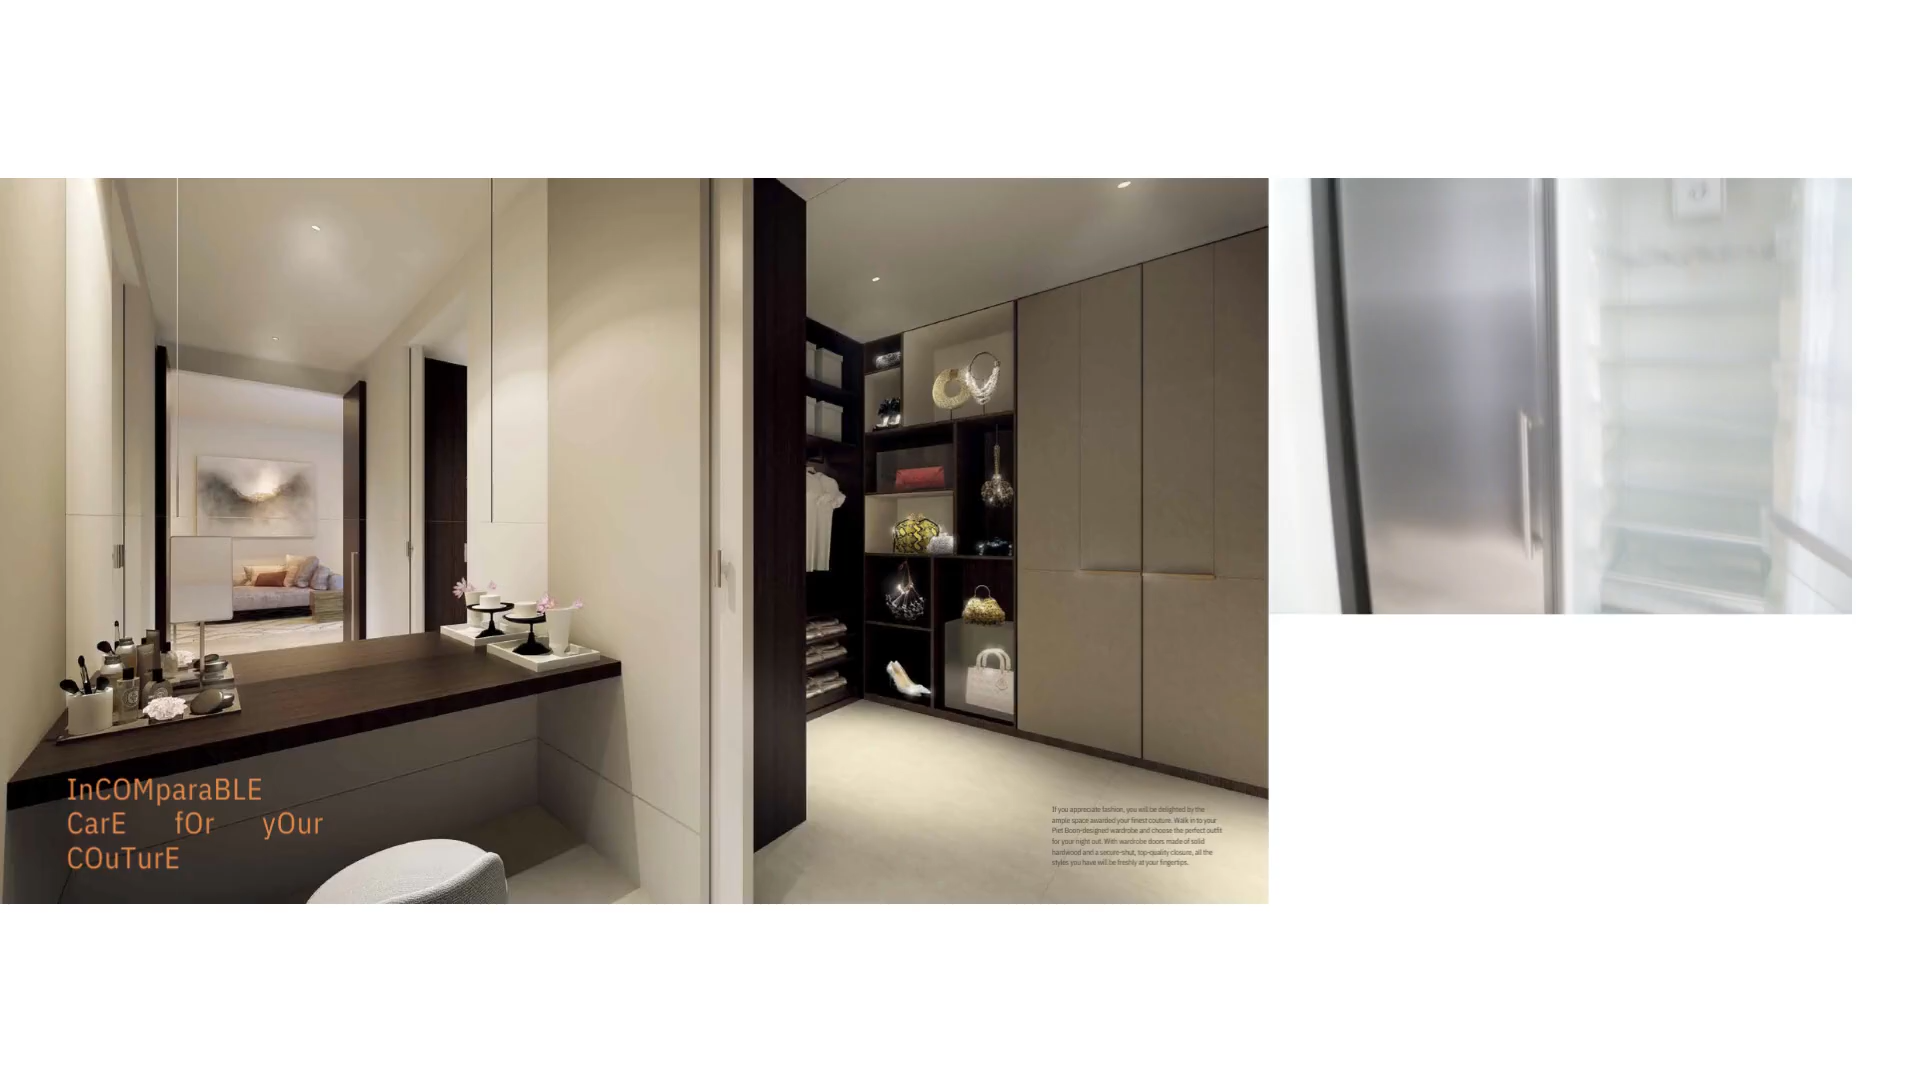 InCOMparaBLE
CarE fOr yOur
COuTurE
If you appreciate fashion, you will be delighted by the
ample space awarded your finest couture. Walk in to your
Piet Boon-designed wardrobe and choose the perfect outfit
for your night out. With wardrobe doors made of solid
hardwood and a secure-shut, top-quality closure, all the
styles you have will be freshly at your fingertips.